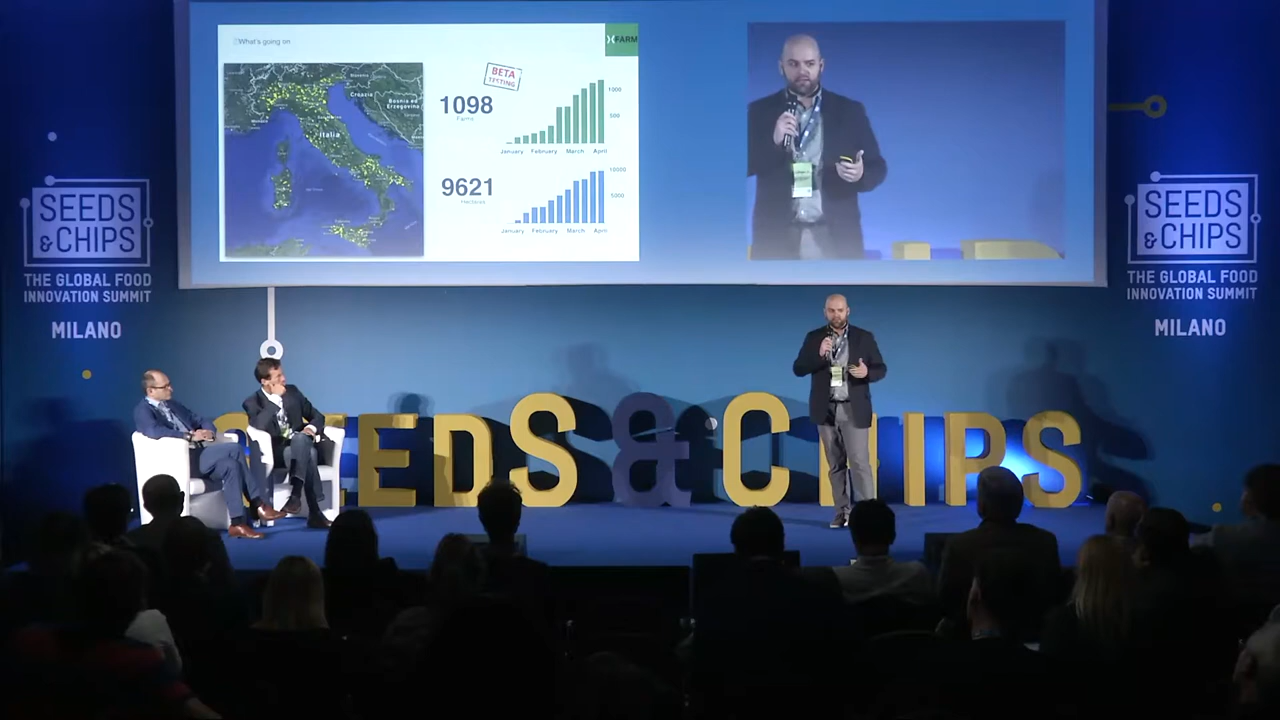 What's going on
XFARM
BETA
TESTING
1098
Farms
1000
500
January February March April
9621
Hectares
10000
5000
January February March April
Italia
Croazia
Bosnia ed
Erzegovina
SEEDS
&CHIPS
THE GLOBAL FOOD
INNOVATION SUMMIT
MILANO
SEEDS
&CHIPS
THE GLOBAL FOOD
INNOVATION SUMMIT
MILANO
SEEDS & CHIPS